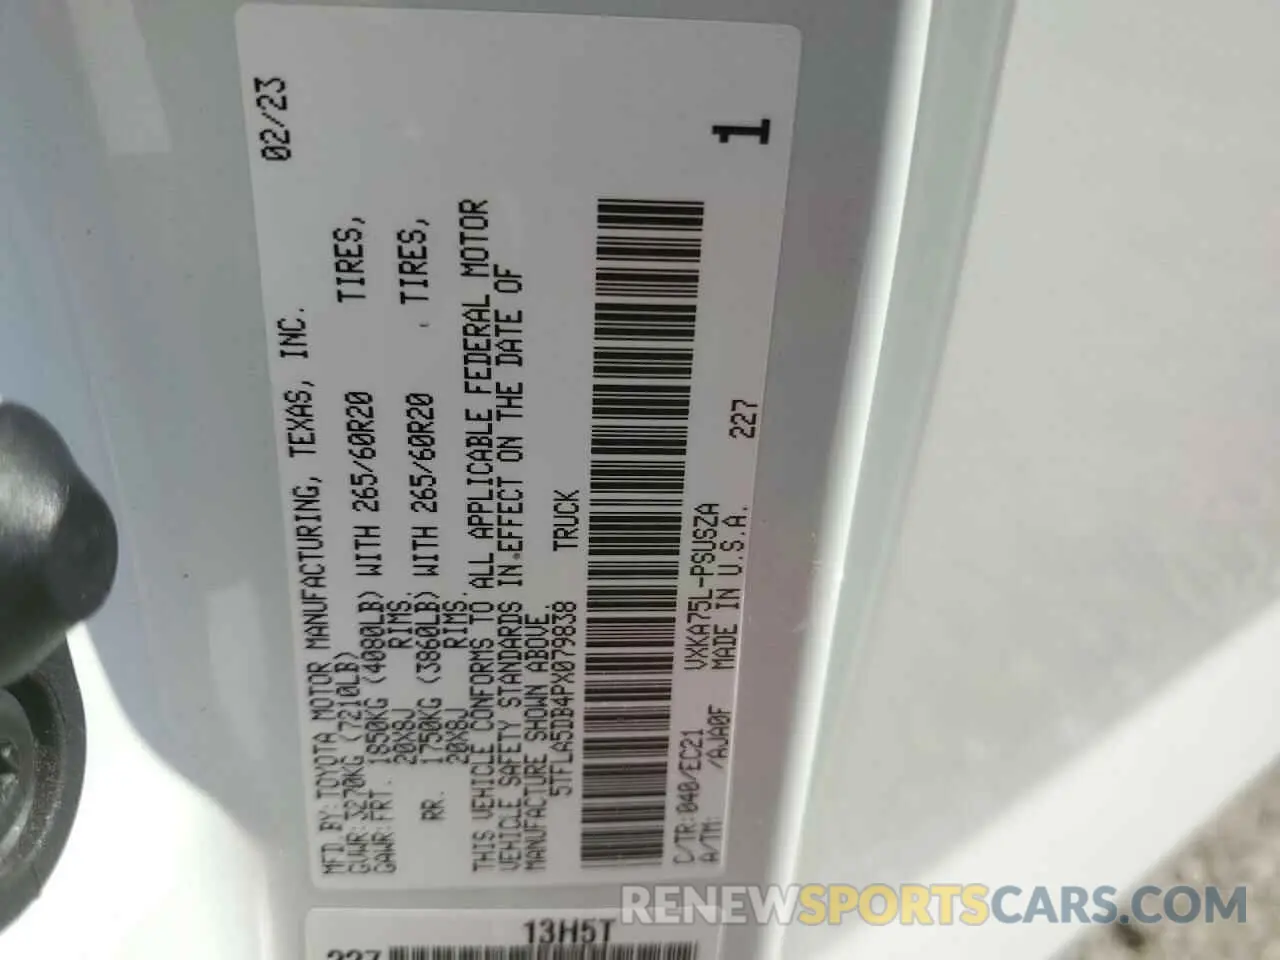 MFD.BY:TOYOTA MOTOR MANUFACTURING, TEXAS, INC. 02/23
GVWR:3270KG (7210LB)
GAWR:FRT. 1850KG (4080LB) WITH 265/60R20 TIRES,
20X8J RIMS.
RR. 1750KG (3860LB) WITH 265/60R20 TIRES,
20X8J RIMS.
THIS VEHICLE CONFORMS TO ALL APPLICABLE FEDERAL MOTOR
VEHICLE SAFETY STANDARDS IN EFFECT ON THE DATE OF
MANUFACTURE SHOWN ABOVE.
5TFLA5DB4PX079838 TRUCK
1
C/TR:040/EC21 VXKA75L-PSUSZA 227
A/TM: /AJA0F MADE IN U.S.A.
13H5T
227
RENEWSPORTSCARS.COM